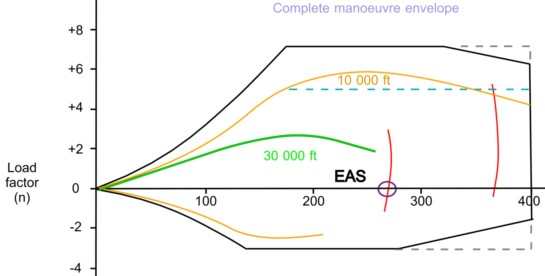 Complete manoeuvre envelope
+8
+6
10 000 ft
+4
+2
30 000 ft
Load
factor
(n)
EAS
0
100
200
300
400
-2
-4